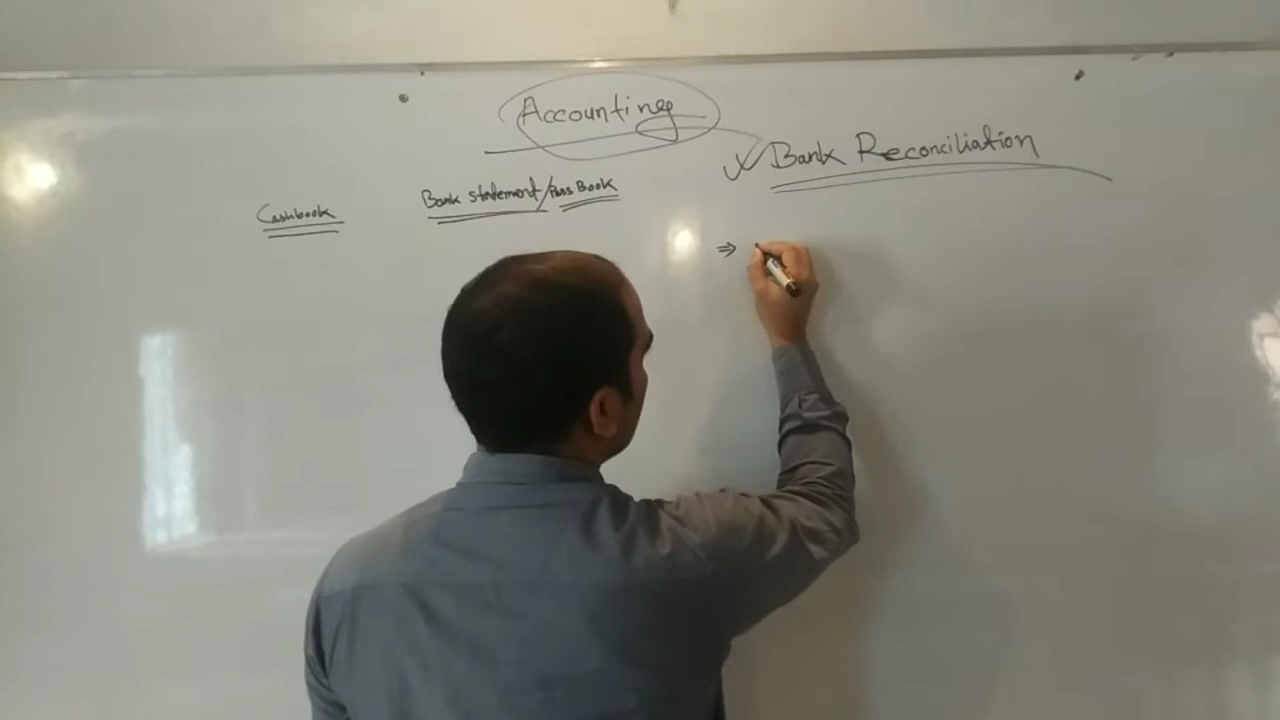 Accounting
Bank Reconciliation
Cashbook
Bank statement/Pass Book
⇒